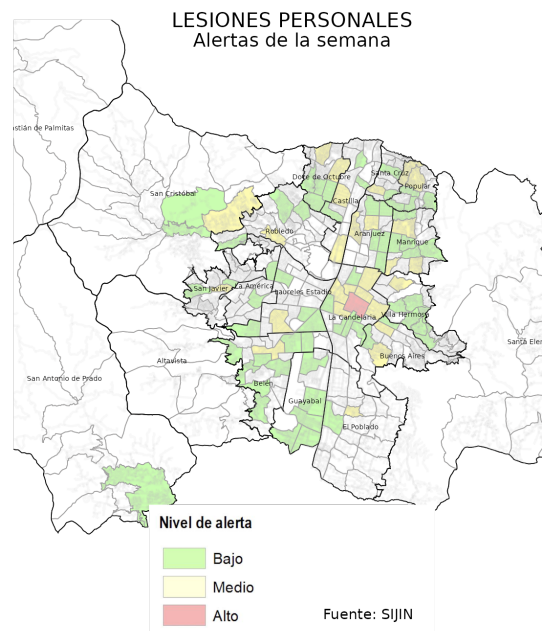 LESIONES PERSONALES
Alertas de la semana
stián de Palmitas
San Cristóbal
Doce de Octubre
Santa Cruz
Popular
Castilla
Robledo
Aranjuez
Manrique
San Javier
La América
Laureles Estadio
La Candelaria
Villa Hermosa
Santa Elen
Altavista
Buenos Aires
San Antonio de Prado
Belén
Guayabal
El Poblado
Nivel de alerta
Bajo
Medio
Alto
Fuente: SIJIN